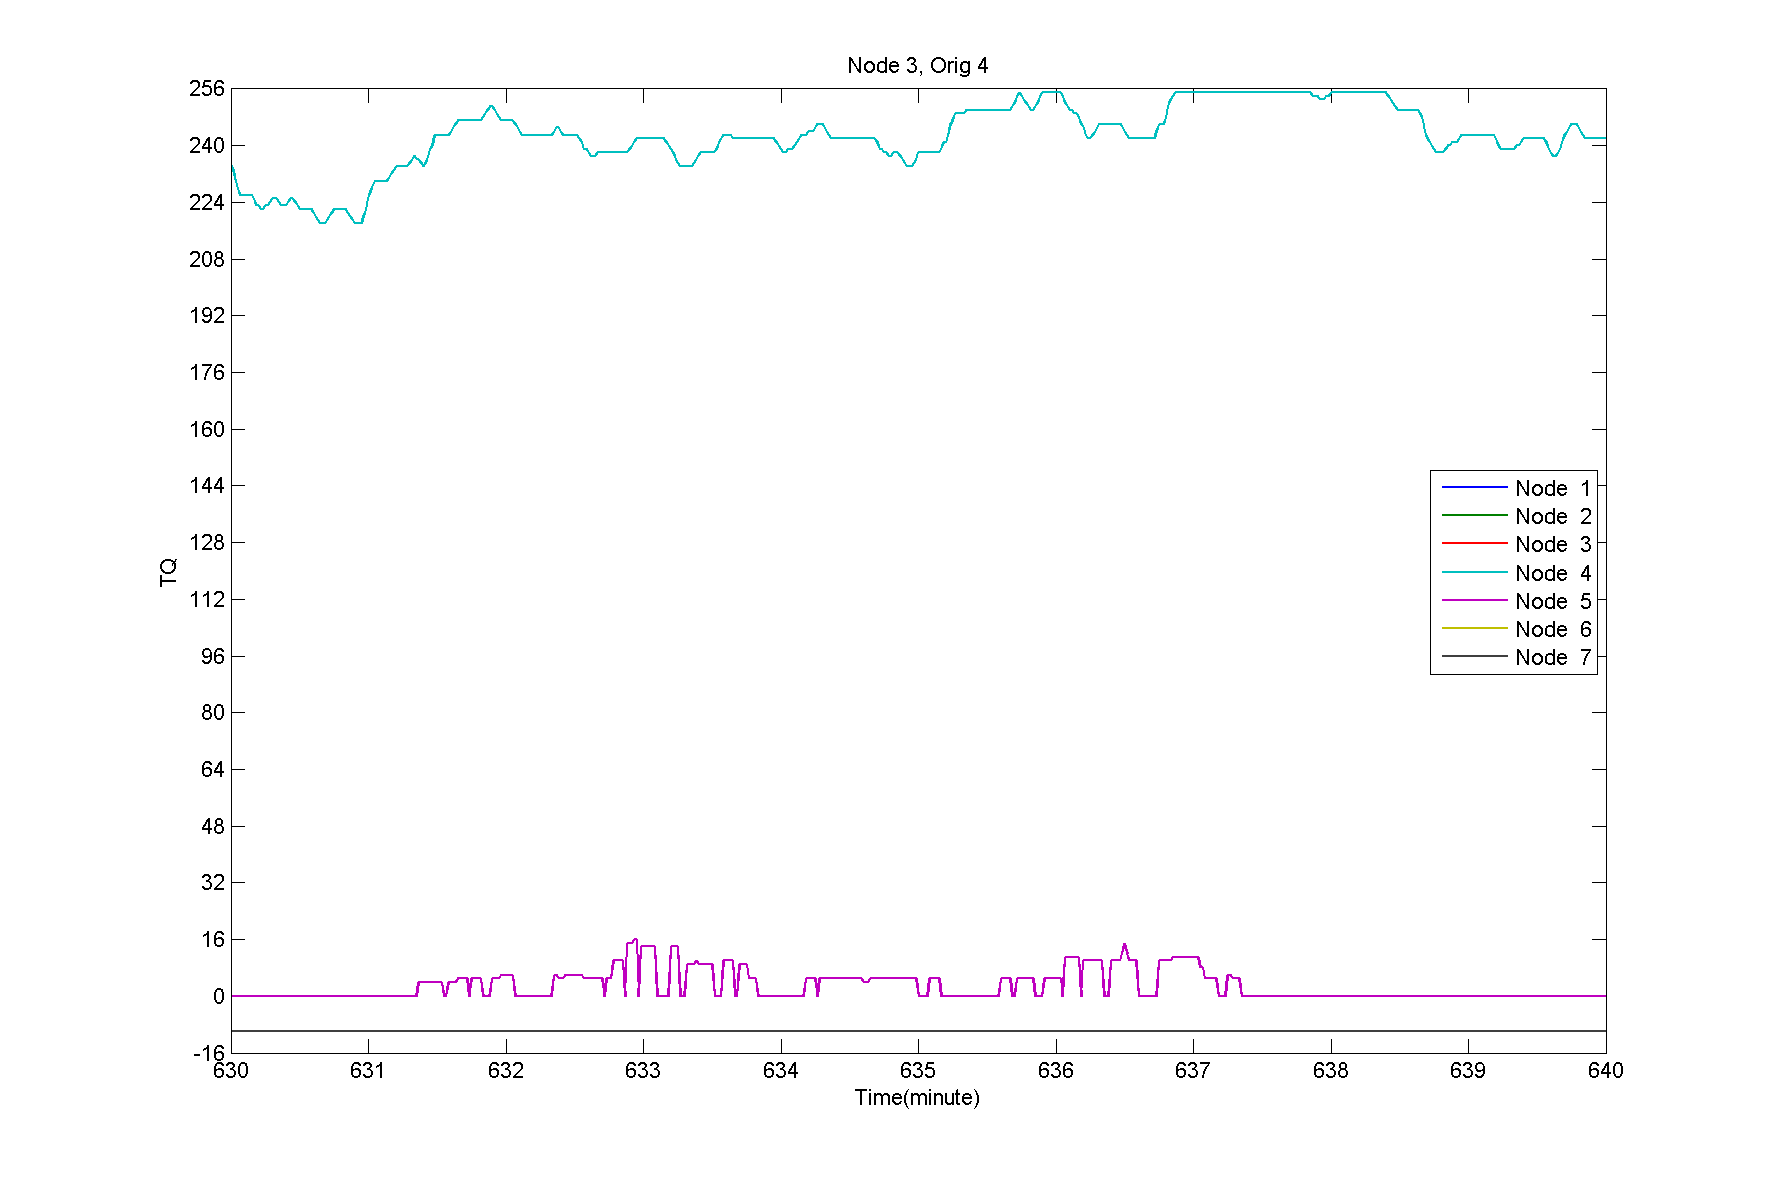 Node 3, Orig 4
256
240
224
208
192
176
160
144
128
112
96
80
64
48
32
16
0
-16
TQ
Node 1
Node 2
Node 3
Node 4
Node 5
Node 6
Node 7
630 631 632 633 634 635 636 637 638 639 640
Time(minute)